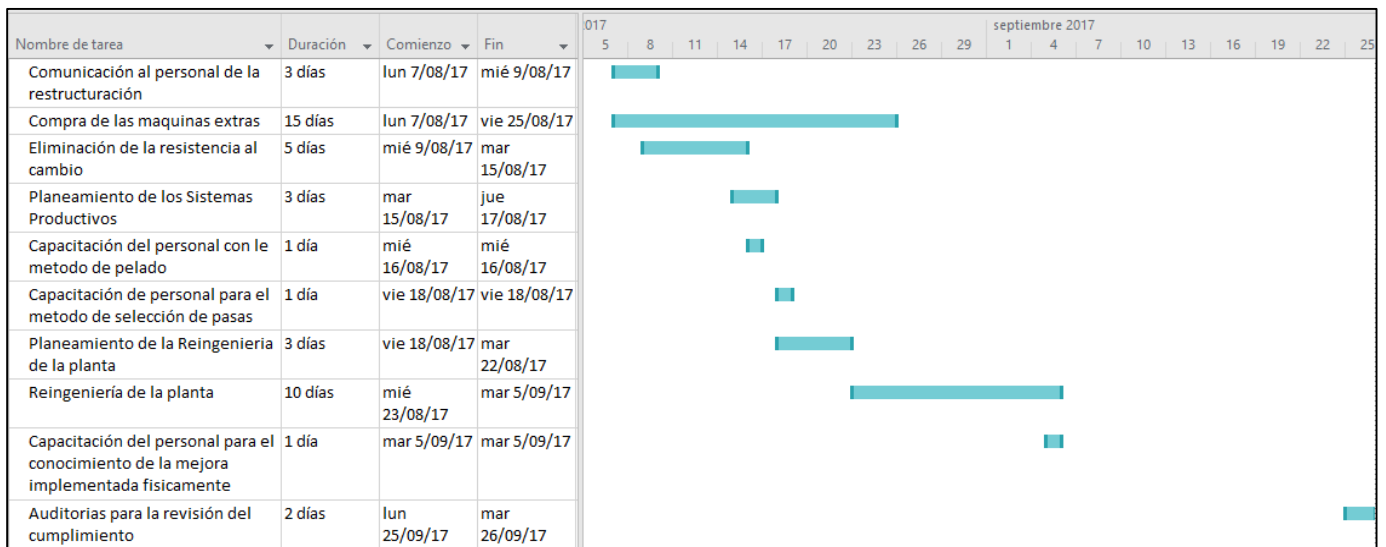 017
septiembre 2017
Nombre de tarea Duración Comienzo Fin 5 8 11 14 17 20 23 26 29 1 4 7 10 13 16 19 22 25
Comunicación al personal de la 3 días lun 7/08/17 mié 9/08/17
restructuración
Compra de las maquinas extras 15 días lun 7/08/17 vie 25/08/17
Eliminación de la resistencia al 5 días mié 9/08/17 mar
cambio 15/08/17
Planeamiento de los Sistemas 3 días mar jue
Productivos 15/08/17 17/08/17
Capacitación del personal con le 1 día mié mié
metodo de pelado 16/08/17 16/08/17
Capacitación de personal para el 1 día vie 18/08/17 vie 18/08/17
metodo de selección de pasas
Planeamiento de la Reingenieria 3 días vie 18/08/17 mar
de la planta 22/08/17
Reingeniería de la planta 10 días mié mar 5/09/17
23/08/17
Capacitación del personal para el 1 día mar 5/09/17 mar 5/09/17
conocimiento de la mejora
implementada fisicamente
Auditorias para la revisión del 2 días lun mar
cumplimiento 25/09/17 26/09/17